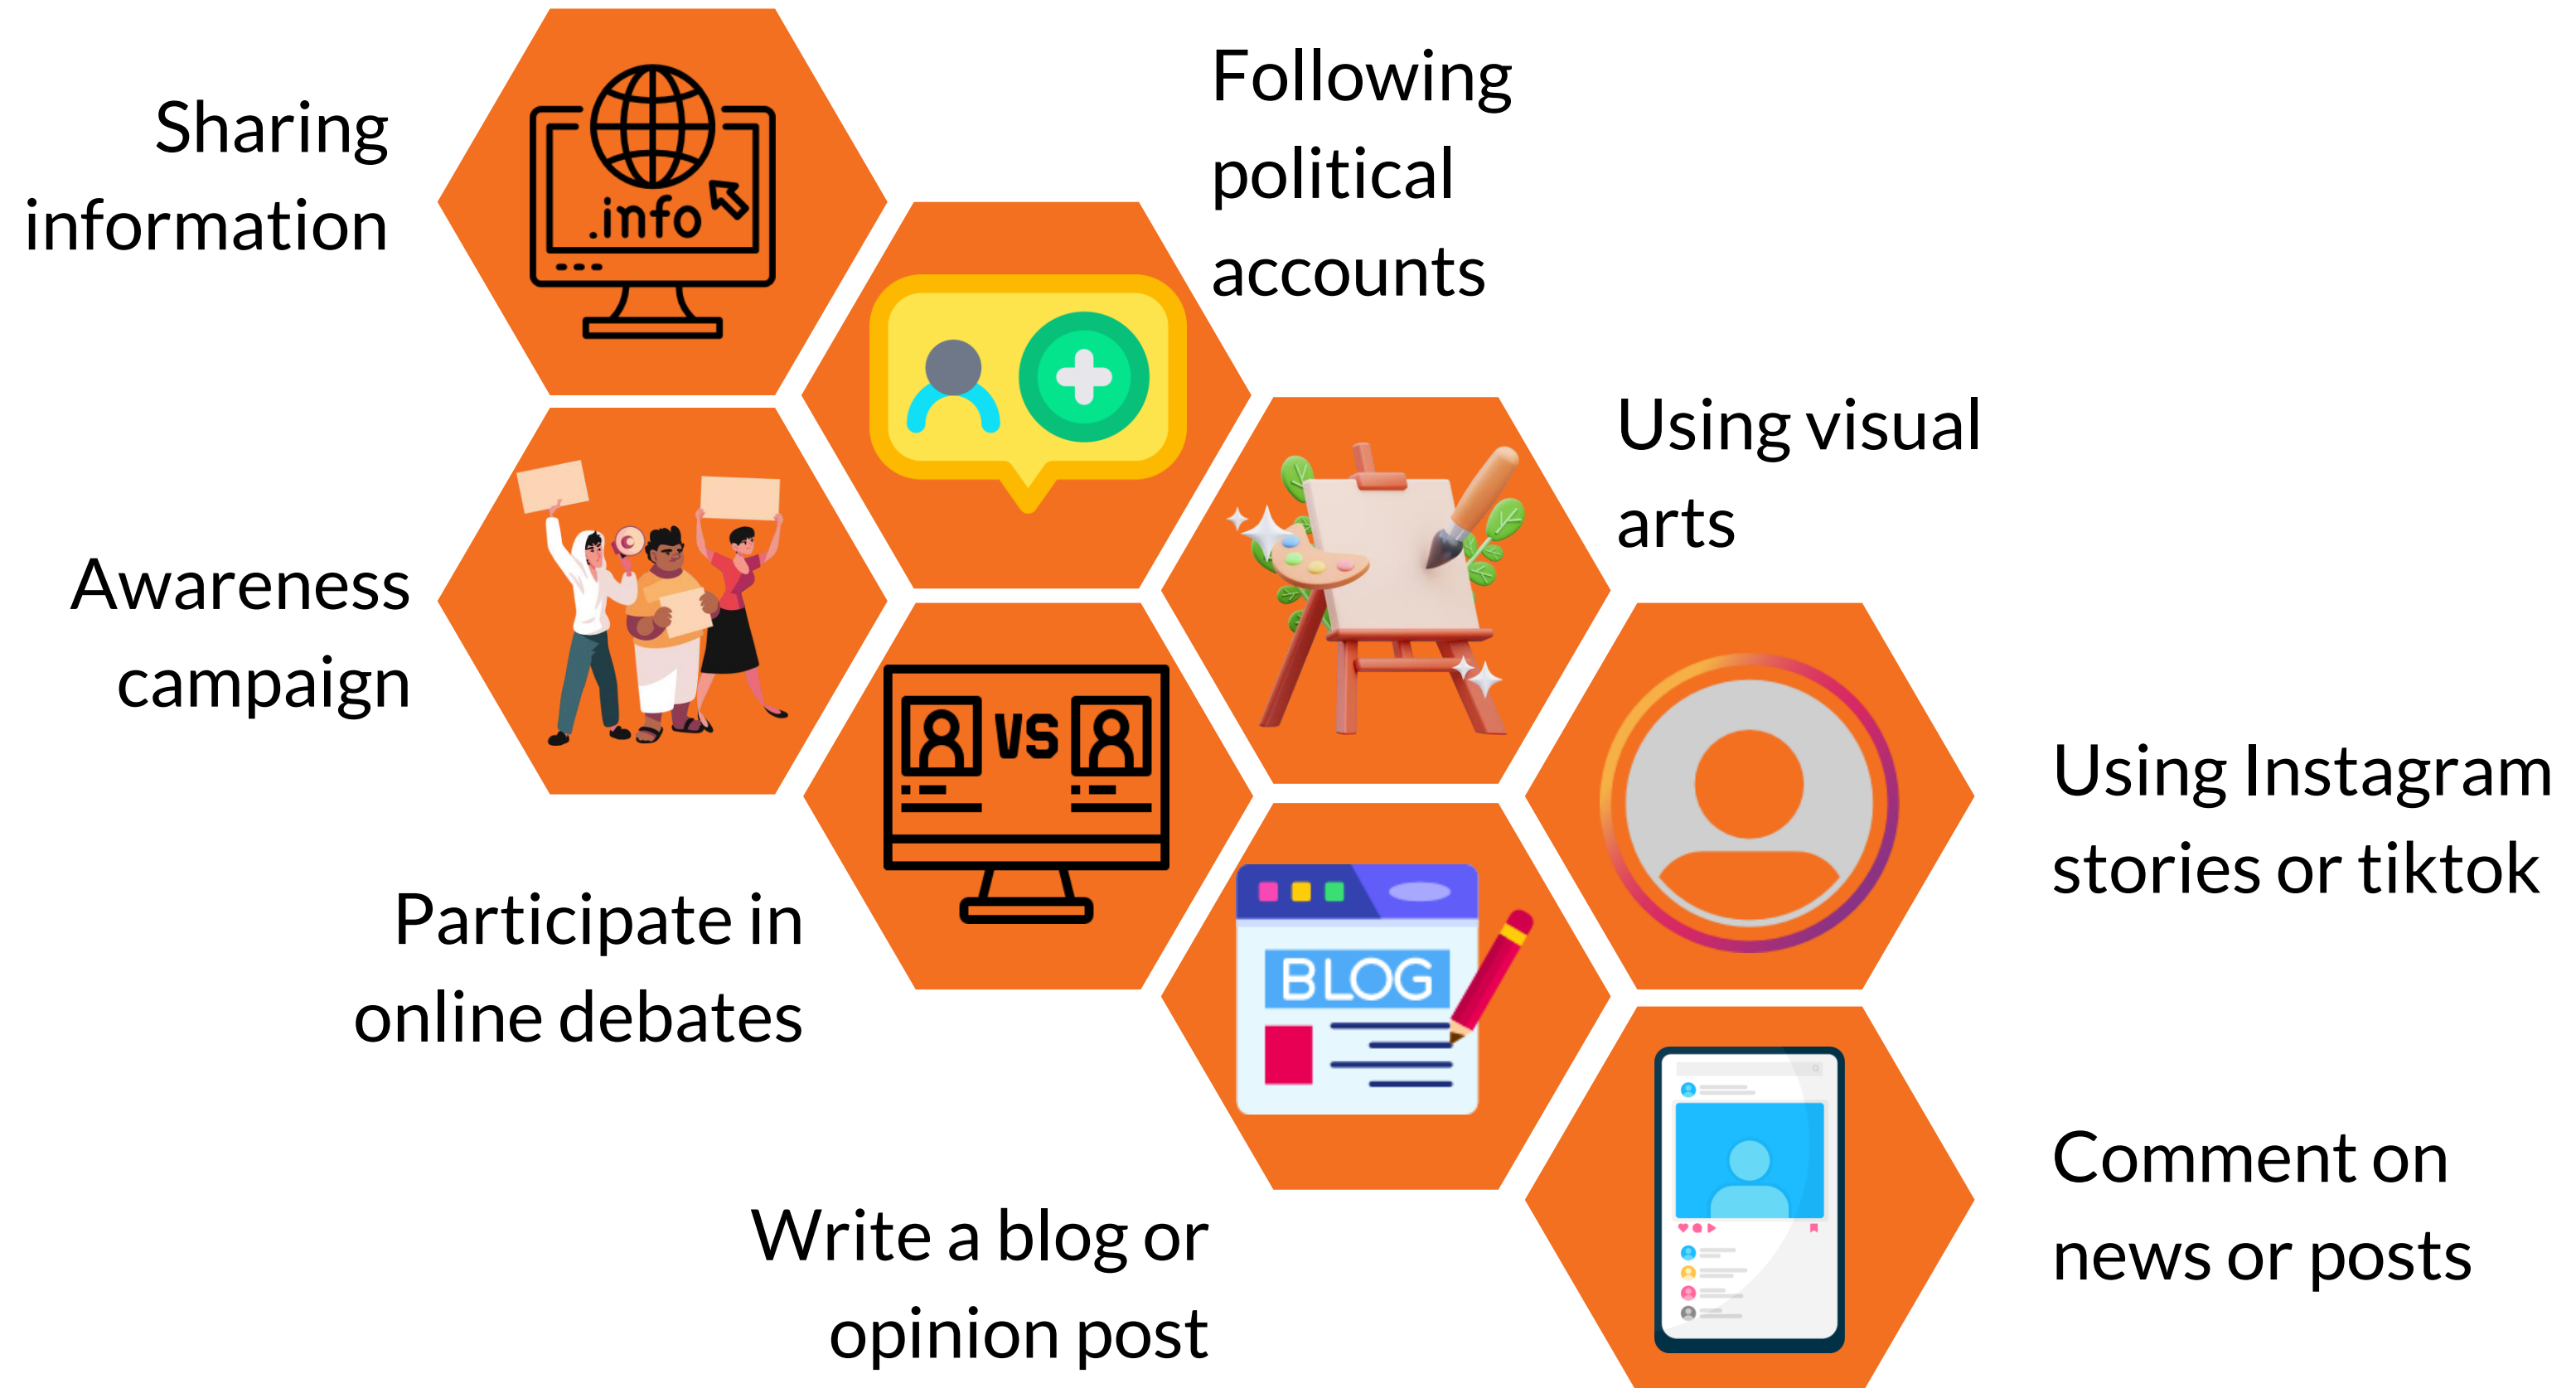 Sharing
information
.info
Following
political
accounts
Using visual
arts
Awareness
campaign
VS
Using Instagram
stories or tiktok
Participate in
online debates
BLOG
Write a blog or
opinion post
Comment on
news or posts